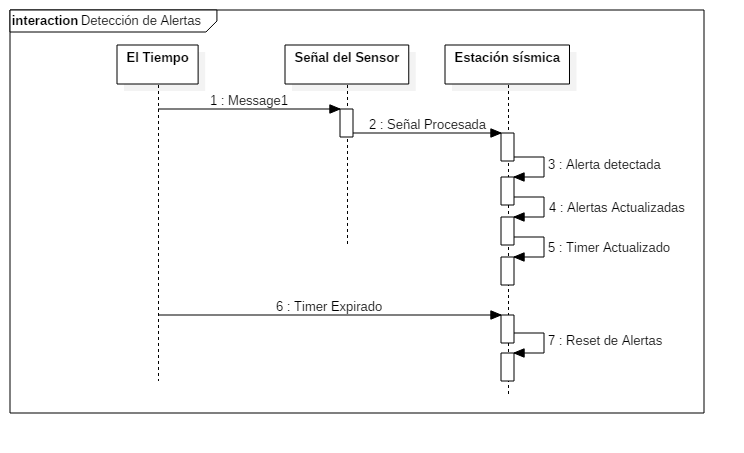 interaction Detección de Alertas
El Tiempo
Señal del Sensor
Estación sísmica
1 : Message1
2 : Señal Procesada
3 : Alerta detectada
4 : Alertas Actualizadas
5 : Timer Actualizado
6 : Timer Expirado
7 : Reset de Alertas